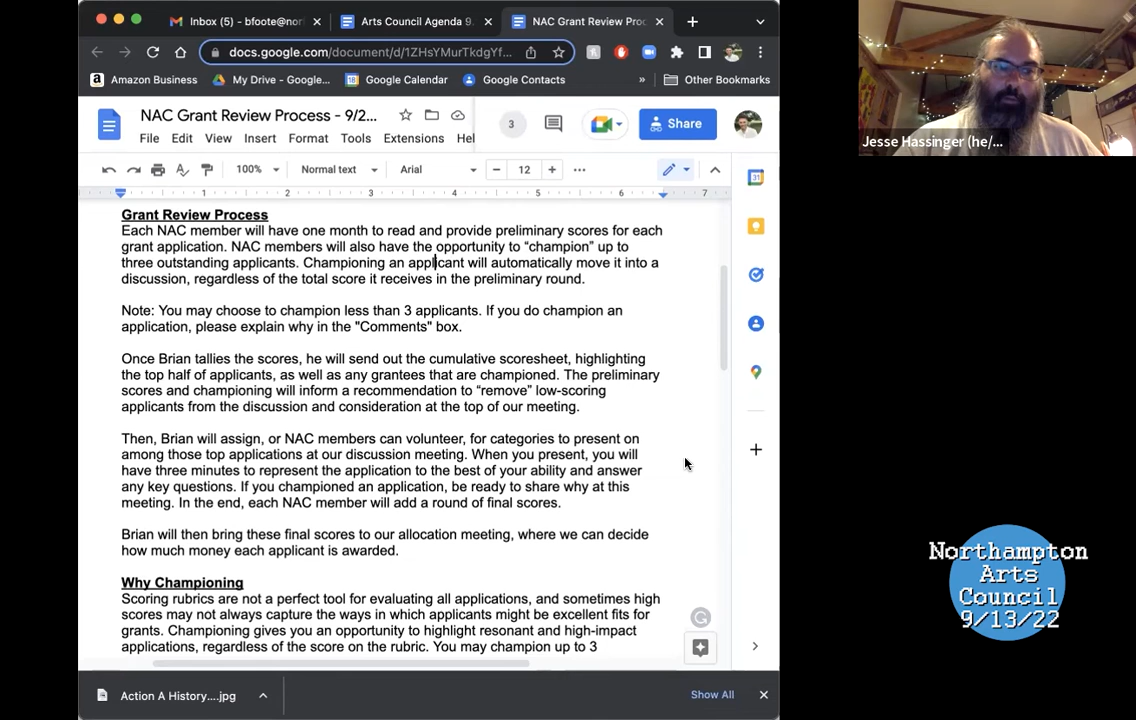 Inbox (5) - bfoote@nor
Arts Council Agenda 9.
NAC Grant Review Proc
docs.google.com/document/d/1ZHsYMurTkdgYf...
Amazon Business
My Drive - Google...
Google Calendar
Google Contacts
»
Other Bookmarks
NAC Grant Review Process - 9/2...
3
Share
File Edit View Insert Format Tools Extensions Hel
100% Normal text Arial 12
1 2 3 4 5 6 7
Grant Review Process
Each NAC member will have one month to read and provide preliminary scores for each
grant application. NAC members will also have the opportunity to “champion” up to
three outstanding applicants. Championing an applicant will automatically move it into a
discussion, regardless of the total score it receives in the preliminary round.
Note: You may choose to champion less than 3 applicants. If you do champion an
application, please explain why in the "Comments" box.
Once Brian tallies the scores, he will send out the cumulative scoresheet, highlighting
the top half of applicants, as well as any grantees that are championed. The preliminary
scores and championing will inform a recommendation to “remove” low-scoring
applicants from the discussion and consideration at the top of our meeting.
Then, Brian will assign, or NAC members can volunteer, for categories to present on
among those top applications at our discussion meeting. When you present, you will
have three minutes to represent the application to the best of your ability and answer
any key questions. If you championed an application, be ready to share why at this
meeting. In the end, each NAC member will add a round of final scores.
Brian will then bring these final scores to our allocation meeting, where we can decide
how much money each applicant is awarded.
Why Championing
Scoring rubrics are not a perfect tool for evaluating all applications, and sometimes high
scores may not always capture the ways in which applicants might be excellent fits for
grants. Championing gives you an opportunity to highlight resonant and high-impact
applications, regardless of the score on the rubric. You may champion up to 3
Action A History....jpg
Show All
Jesse Hassinger (he/...
Northampton
Arts
Council
9/13/22